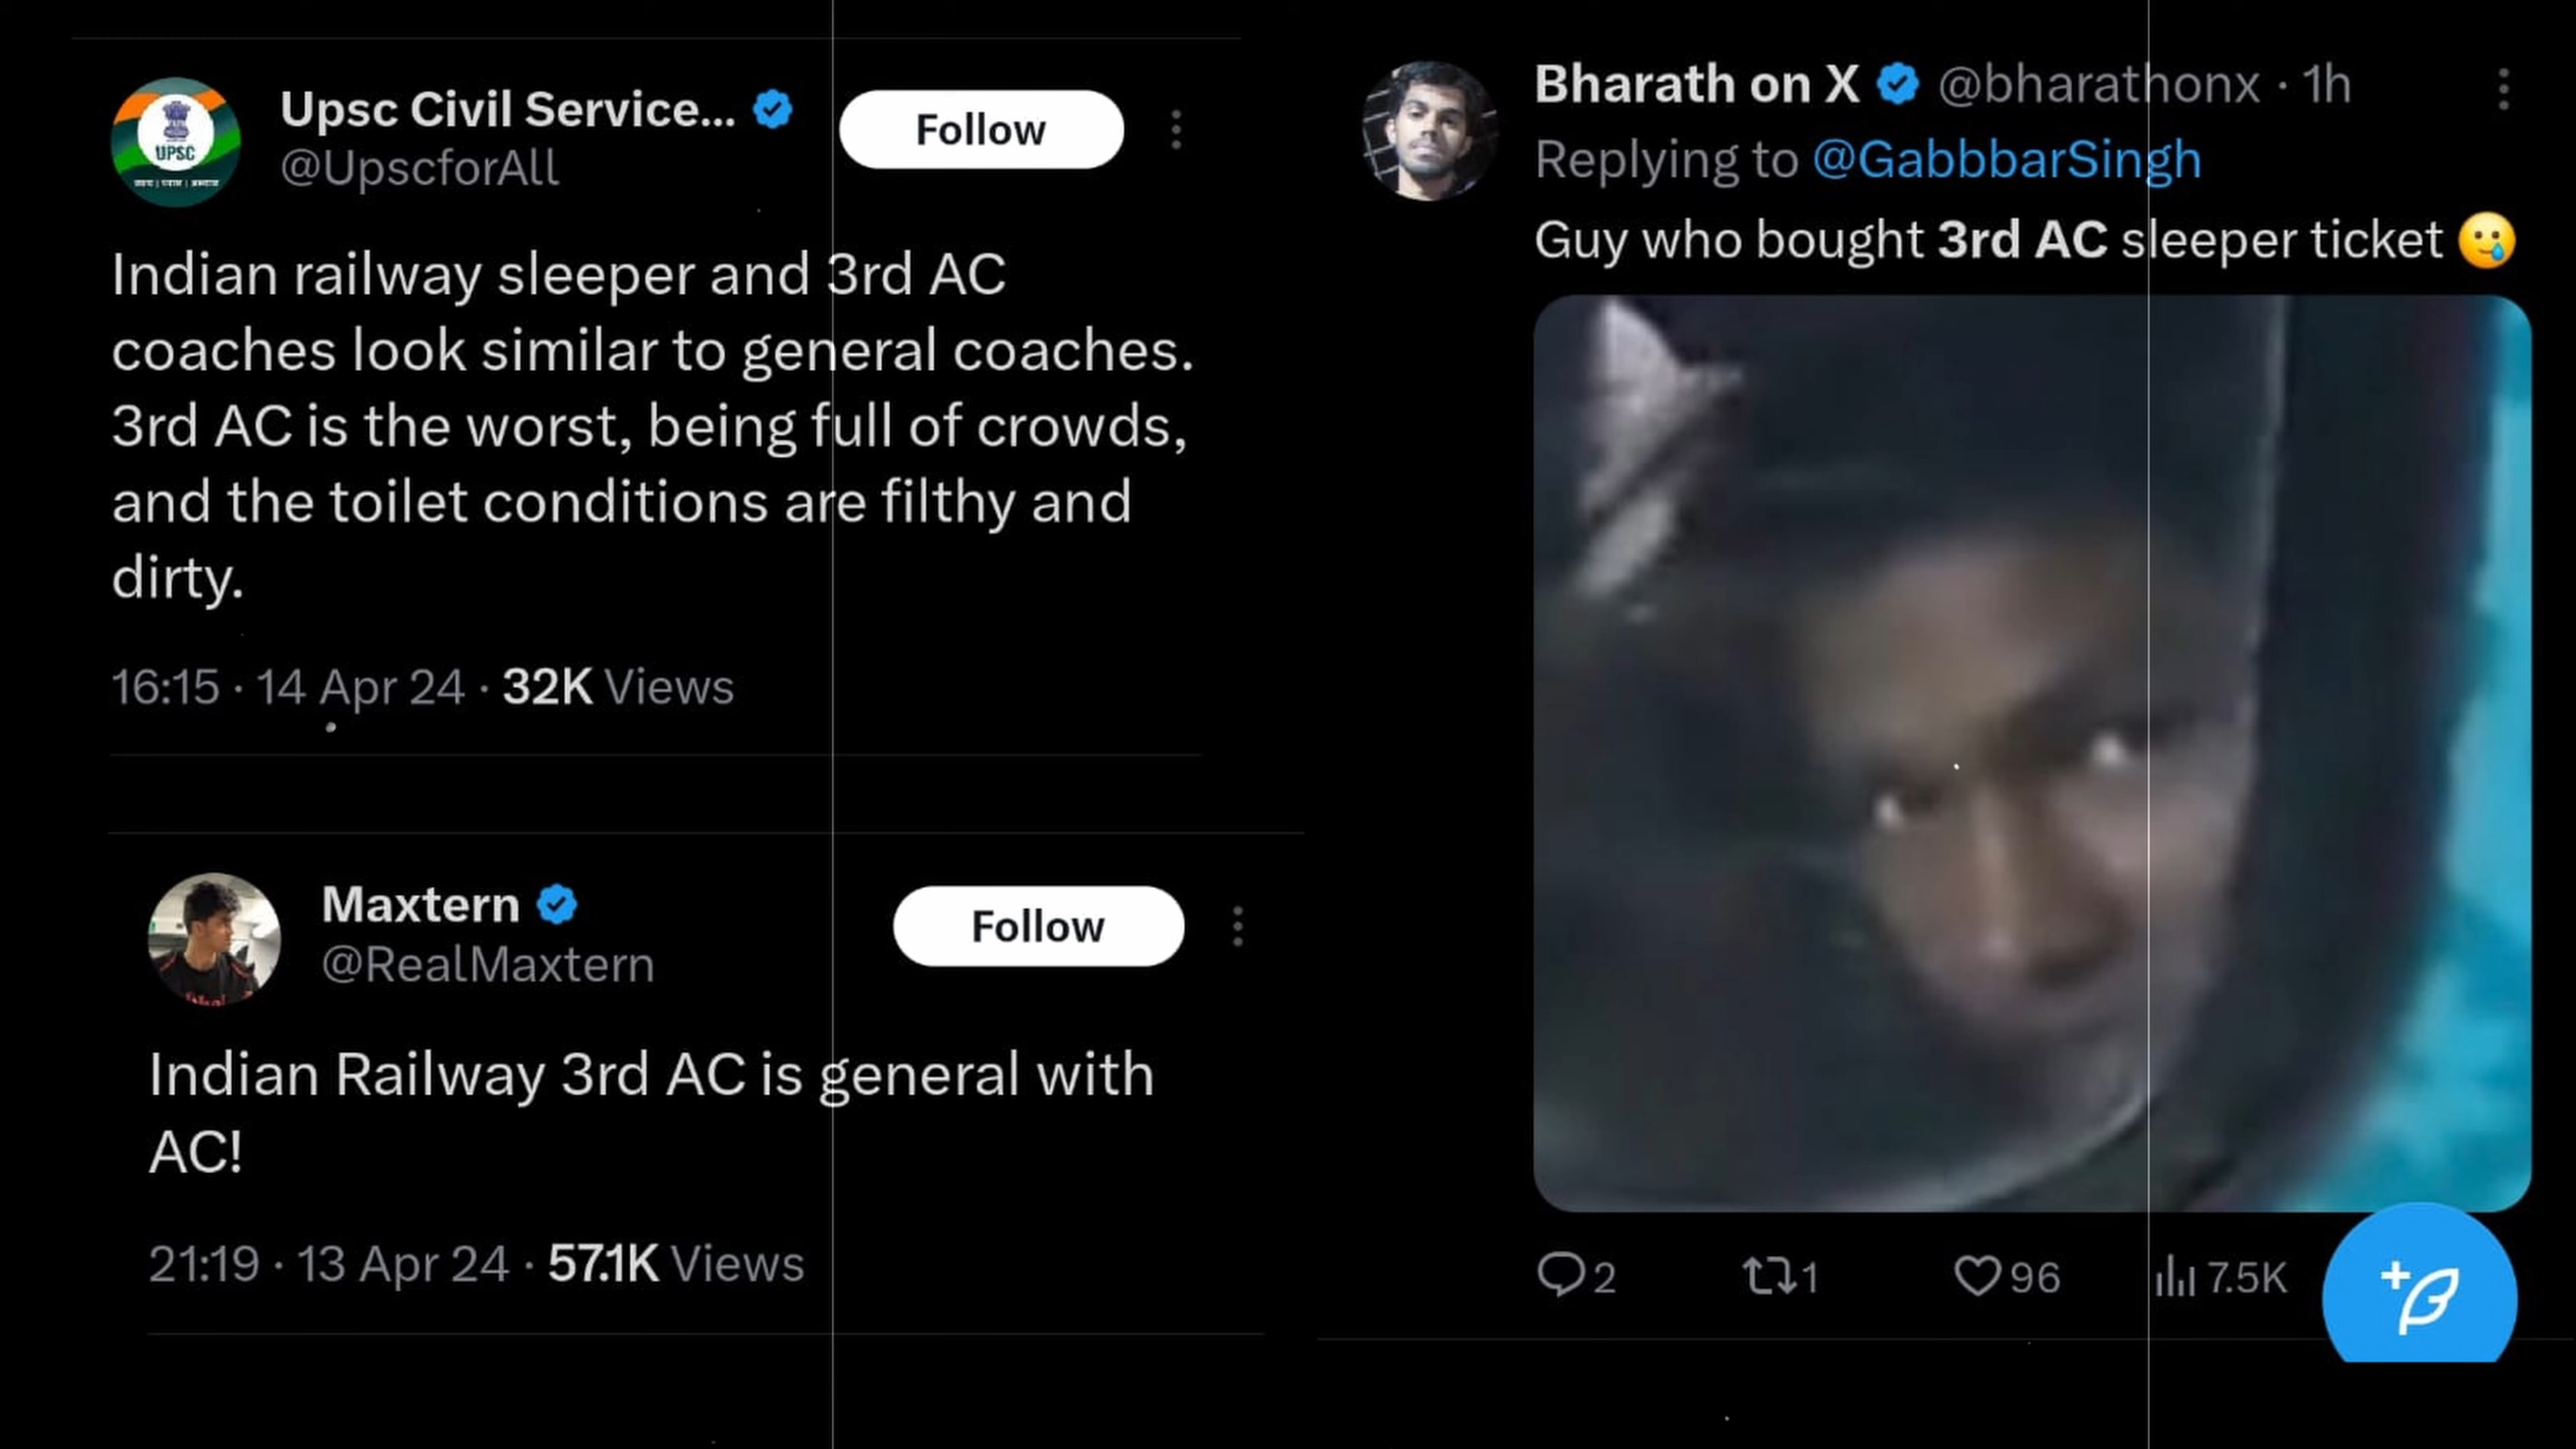 UPSC
Upsc Civil Service...
@UpscforAll
Follow
Indian railway sleeper and 3rd AC
coaches look similar to general coaches.
3rd AC is the worst, being full of crowds,
and the toilet conditions are filthy and
dirty.
16:15 · 14 Apr 24 · 32K Views
Maxtern
@RealMaxtern
Follow
Indian Railway 3rd AC is general with
AC!
21:19 · 13 Apr 24 · 57.1K Views
Bharath on X @bharathonx · 1h
Replying to @GabbbarSingh
Guy who bought 3rd AC sleeper ticket 🥲
2 1 96 7.5K